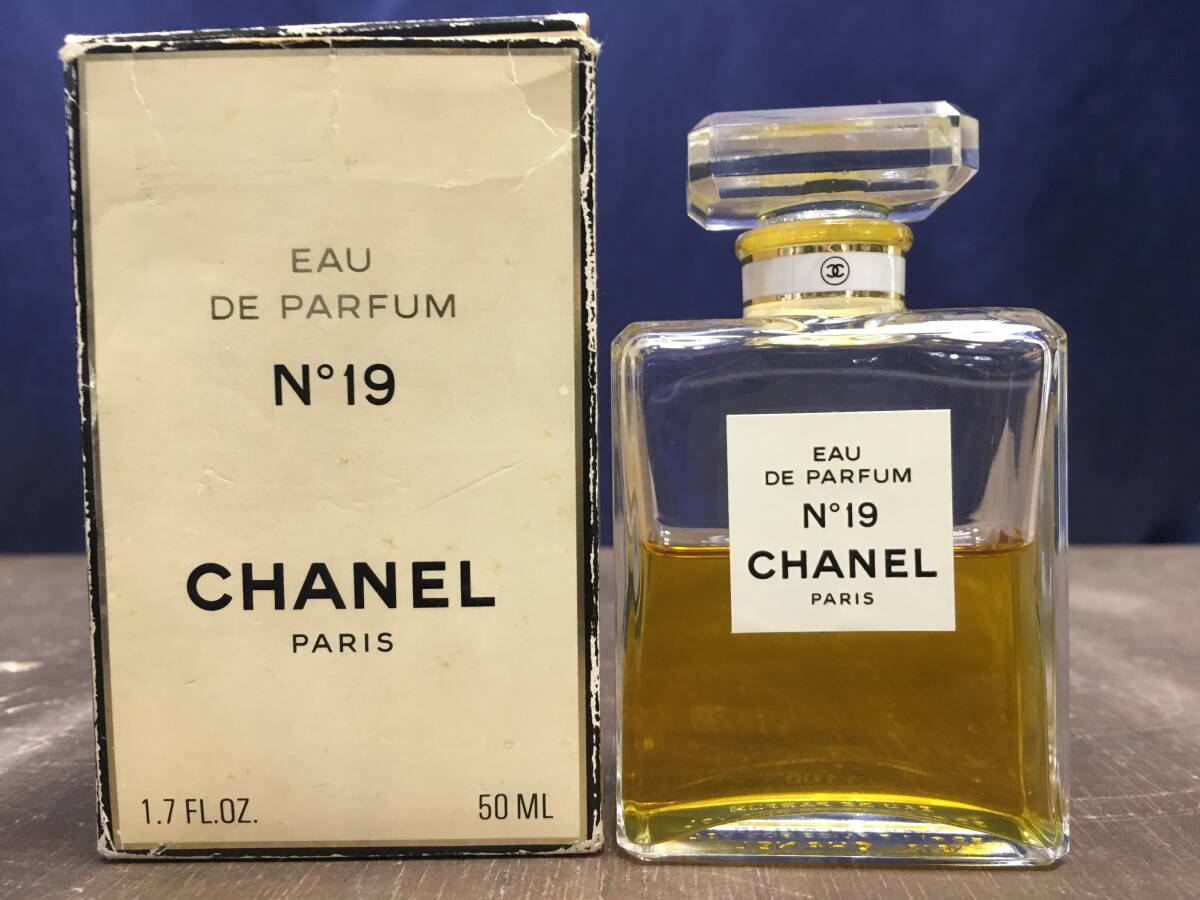 EAU
DE PARFUM
N°19
CHANEL
PARIS
1.7 FL.OZ.
50 ML
EAU
DE PARFUM
N°19
CHANEL
PARIS